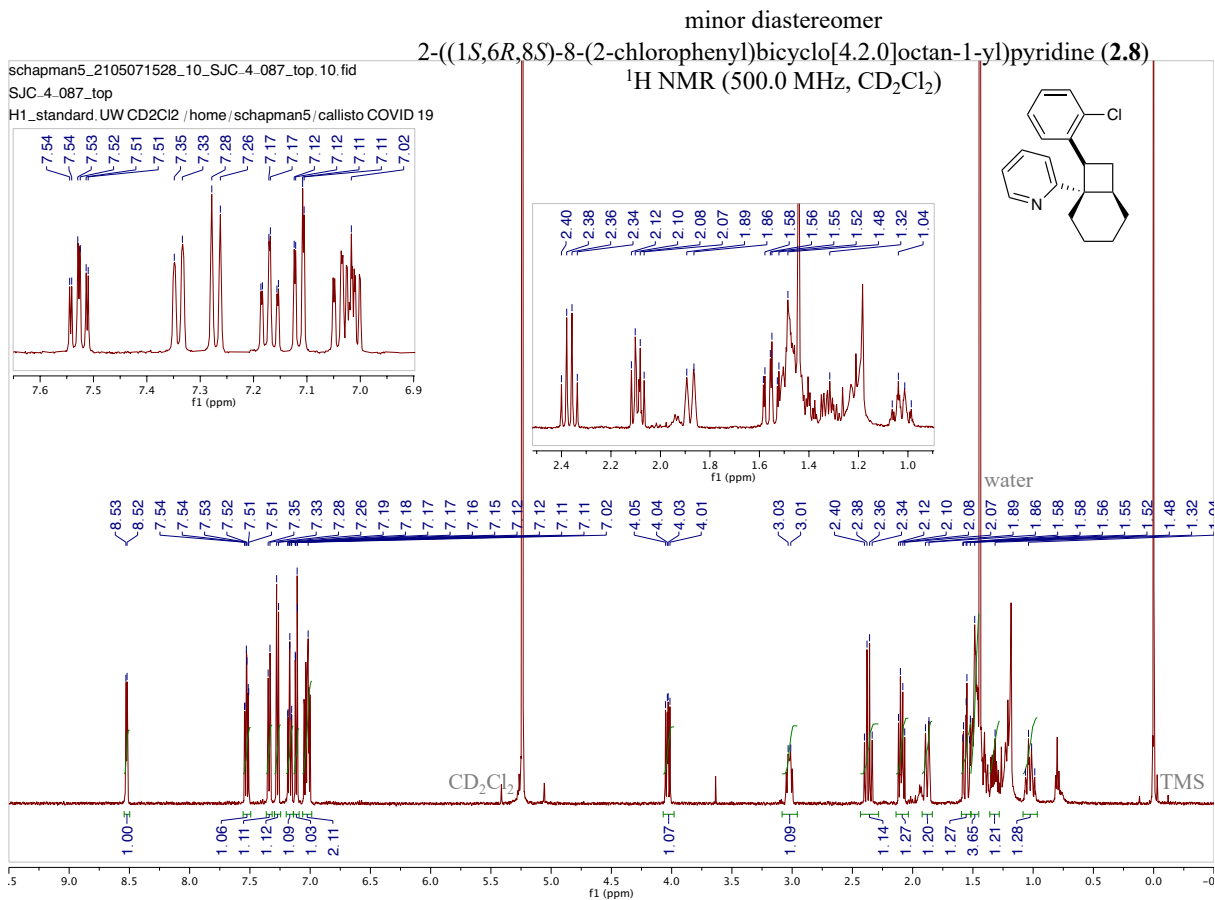 minor diastereomer
2-((1S,6R,8S)-8-(2-chlorophenyl)bicyclo[4.2.0]octan-1-yl)pyridine (2.8)
¹H NMR (500.0 MHz, CD₂Cl₂)
schapman5_2105071528_10_SJC-4-087_top.10.fid
SJC-4-087_top
H1_standard.UW CD2Cl2 /home/schapman5/callisto COVID 19
Cl
N
7.54 7.54 7.53 7.52 7.51 7.51 7.35 7.33 7.28 7.26 7.17 7.17 7.12 7.12 7.11 7.11 7.02
7.6 7.5 7.4 7.3 7.2 7.1 7.0 6.9
f1 (ppm)
2.40 2.38 2.36 2.34 2.12 2.10 2.08 2.07 1.89 1.86 1.58 1.56 1.55 1.52 1.48 1.32 1.04
2.4 2.2 2.0 1.8 1.6 1.4 1.2 1.0
f1 (ppm)
water
8.53 8.52 7.54 7.54 7.53 7.52 7.51 7.51 7.35 7.33 7.28 7.26 7.19 7.18 7.17 7.17 7.16 7.15 7.12 7.12 7.11 7.11 7.02 4.05 4.04 4.03 4.01 3.03 3.01 2.40 2.38 2.36 2.34 2.12 2.10 2.08 2.07 1.89 1.86 1.58 1.58 1.56 1.55 1.52 1.48 1.32 1.04
CD₂Cl₂
TMS
1.00 1.06 1.11 1.12 1.09 1.03 2.11 1.07 1.09 1.14 1.27 1.20 1.27 3.65 1.21 1.28
.5 9.0 8.5 8.0 7.5 7.0 6.5 6.0 5.5 5.0 4.5 4.0 3.5 3.0 2.5 2.0 1.5 1.0 0.5 0.0 -0
f1 (ppm)